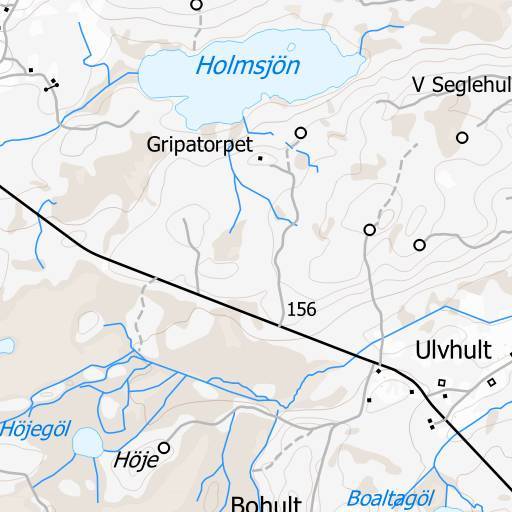 Holmsjön
V Seglehul
Gripatorpet
156
Ulvhult
Höjegöl
Höje
Boaltagöl
Bohult